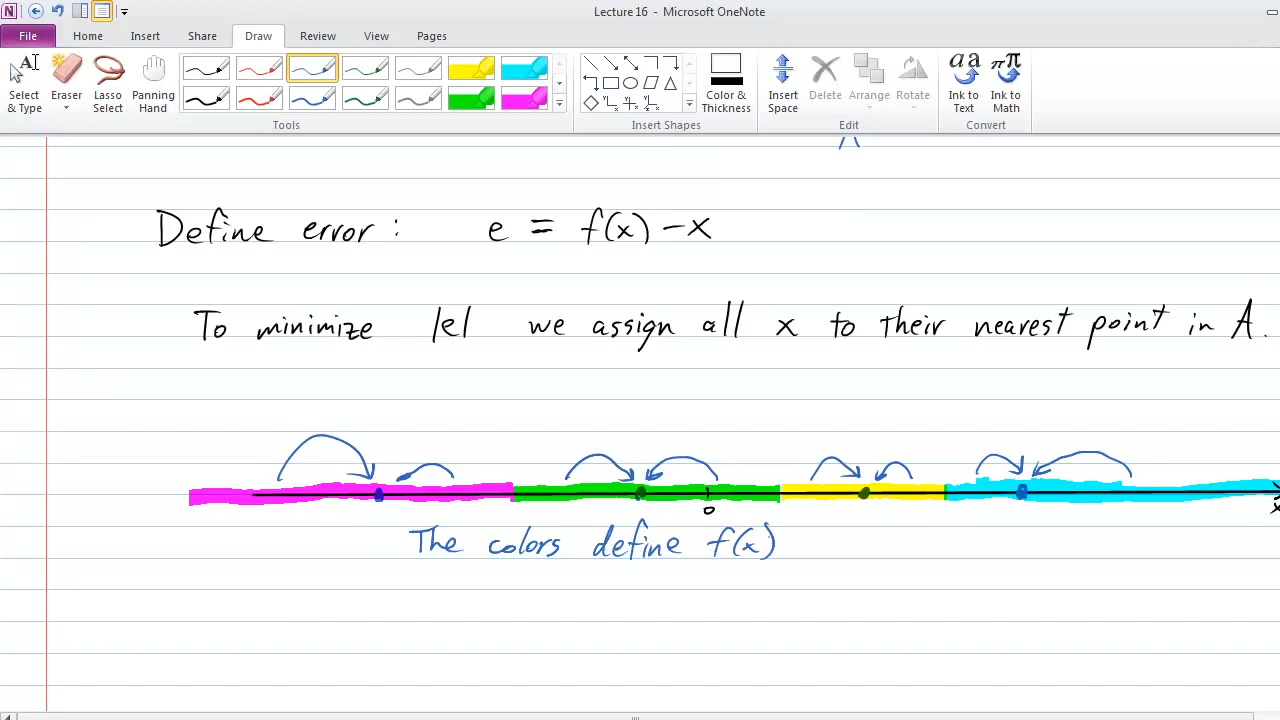 Lecture 16 - Microsoft OneNote
File Home Insert Share Draw Review View Pages
Select & Type Eraser Lasso Select Panning Hand Color & Thickness Insert Space Delete Arrange Rotate Ink to Text Ink to Math
Tools Insert Shapes Edit Convert
Define error: e = f(x) - x
To minimize |e| we assign all x to their nearest point in A.
0
x
The colors define f(x)